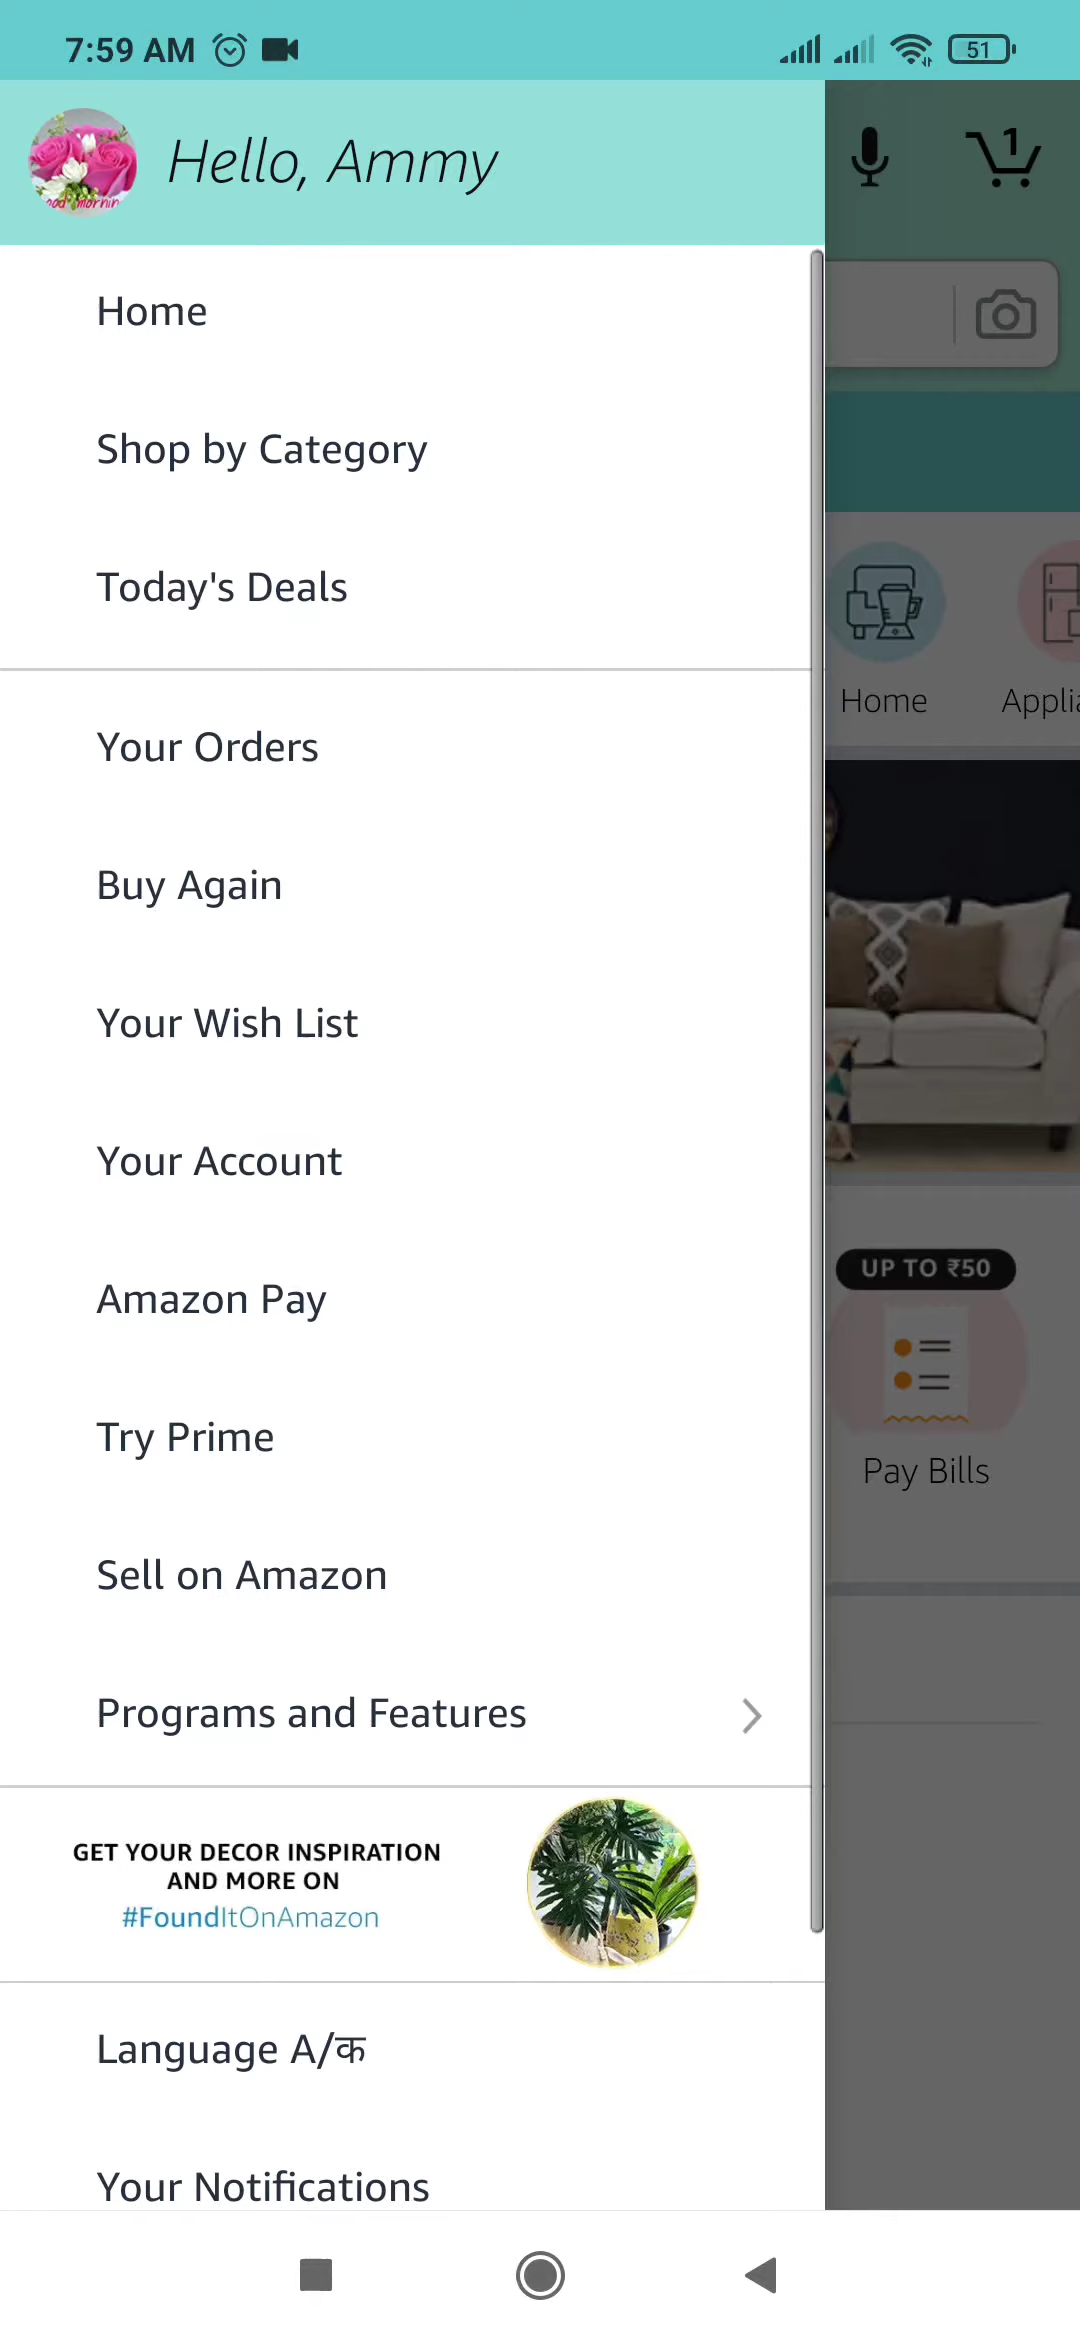 7:59 AM
51
Hello, Ammy
1
Home
Shop by Category
Today's Deals
Home
Your Orders
Buy Again
Your Wish List
Your Account
UP TO ₹50
Amazon Pay
Try Prime
Pay Bills
Sell on Amazon
Programs and Features
GET YOUR DECOR INSPIRATION
AND MORE ON
#FoundItOnAmazon
Language A/क
Your Notifications